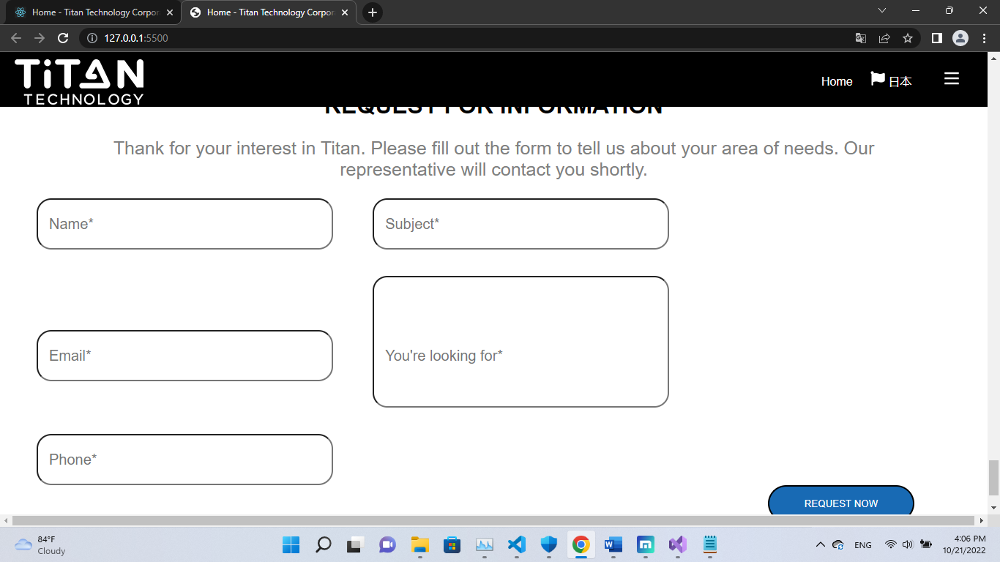 Home - Titan Technology Corpor
Home - Titan Technology Corpor
127.0.0.1:5500
TiTAN
TECHNOLOGY
Home
日本
REQUEST FOR INFORMATION
Thank for your interest in Titan. Please fill out the form to tell us about your area of needs. Our
representative will contact you shortly.
Name*
Subject*
Email*
You're looking for*
Phone*
REQUEST NOW
84°F
Cloudy
ENG
4:06 PM
10/21/2022